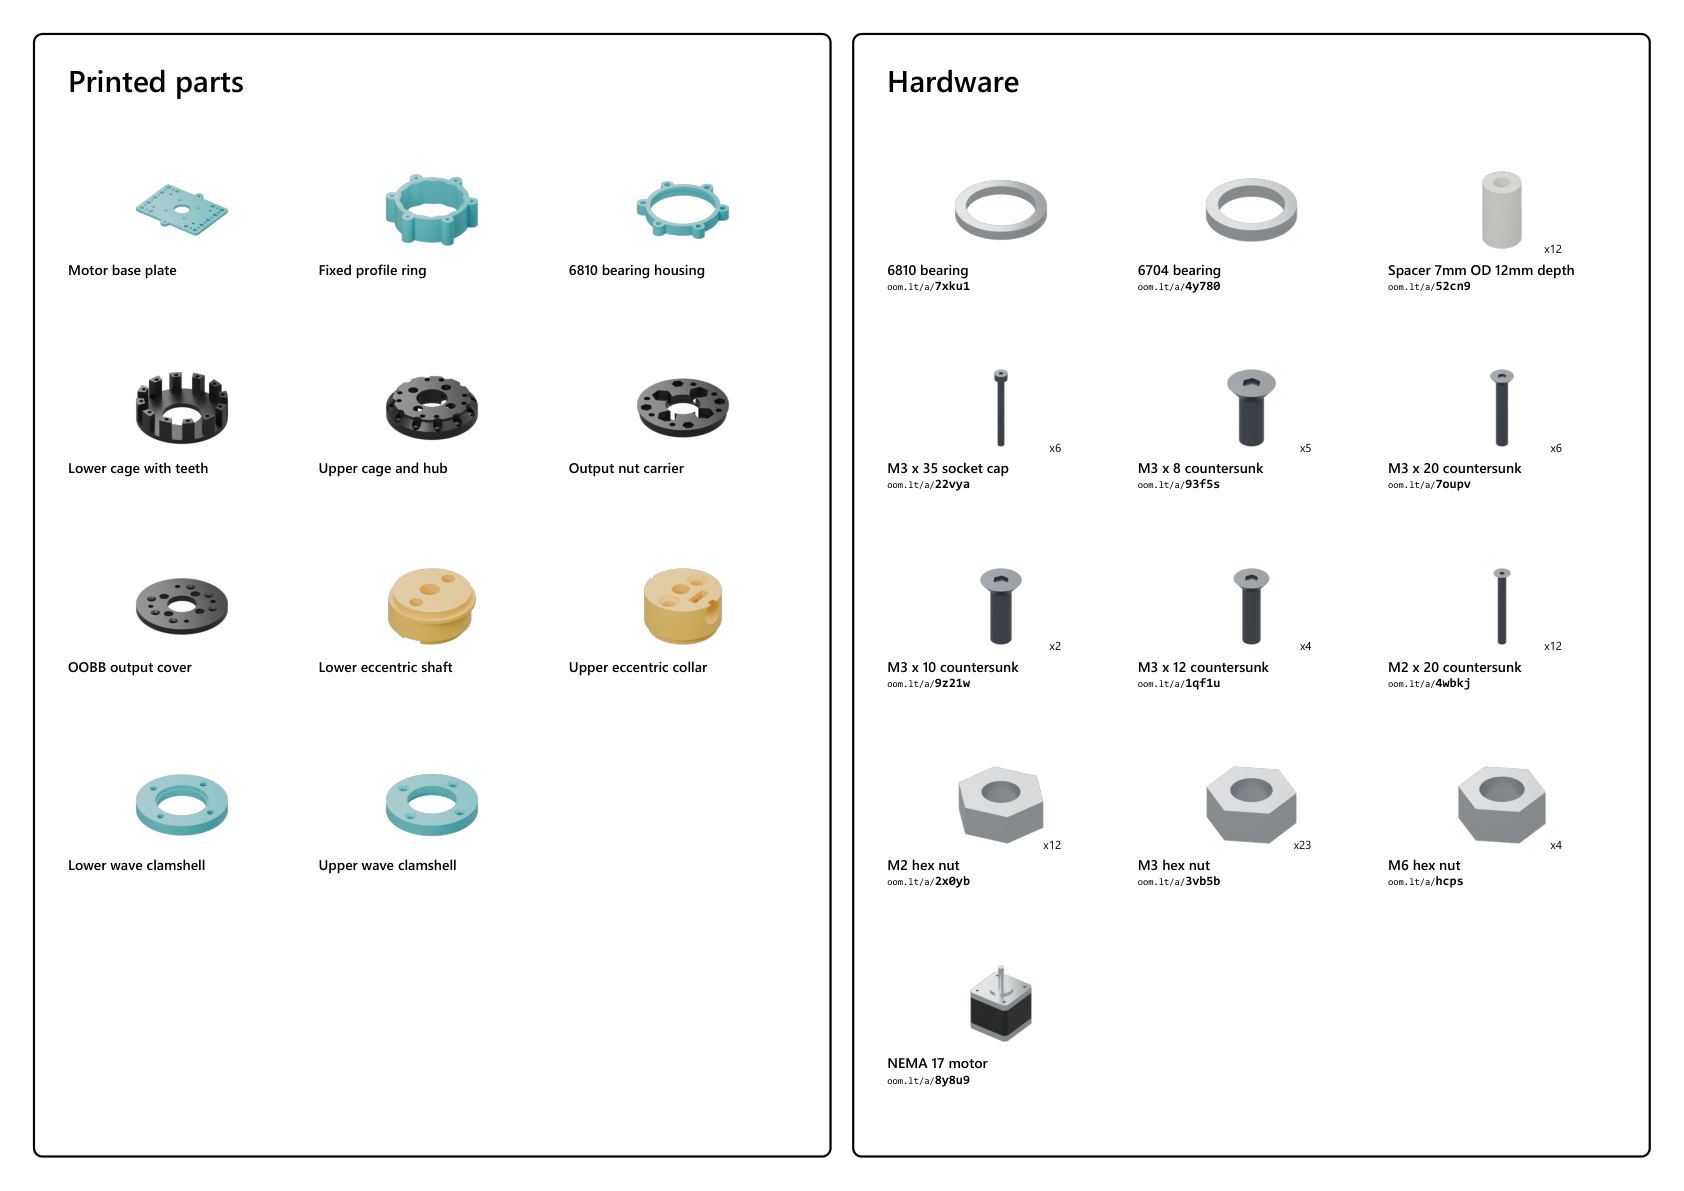 Printed parts
Motor base plate
Fixed profile ring
6810 bearing housing
Lower cage with teeth
Upper cage and hub
Output nut carrier
OOBB output cover
Lower eccentric shaft
Upper eccentric collar
Lower wave clamshell
Upper wave clamshell
Hardware
6810 bearing
oom.lt/a/7xku1
6704 bearing
oom.lt/a/4y780
x12
Spacer 7mm OD 12mm depth
oom.lt/a/52cn9
x6
M3 x 35 socket cap
oom.lt/a/22vya
x5
M3 x 8 countersunk
oom.lt/a/93f5s
x6
M3 x 20 countersunk
oom.lt/a/7oupv
x2
M3 x 10 countersunk
oom.lt/a/9z21w
x4
M3 x 12 countersunk
oom.lt/a/1qf1u
x12
M2 x 20 countersunk
oom.lt/a/4wbkj
x12
M2 hex nut
oom.lt/a/2x0yb
x23
M3 hex nut
oom.lt/a/3vb5b
x4
M6 hex nut
oom.lt/a/hcps
NEMA 17 motor
oom.lt/a/8y8u9